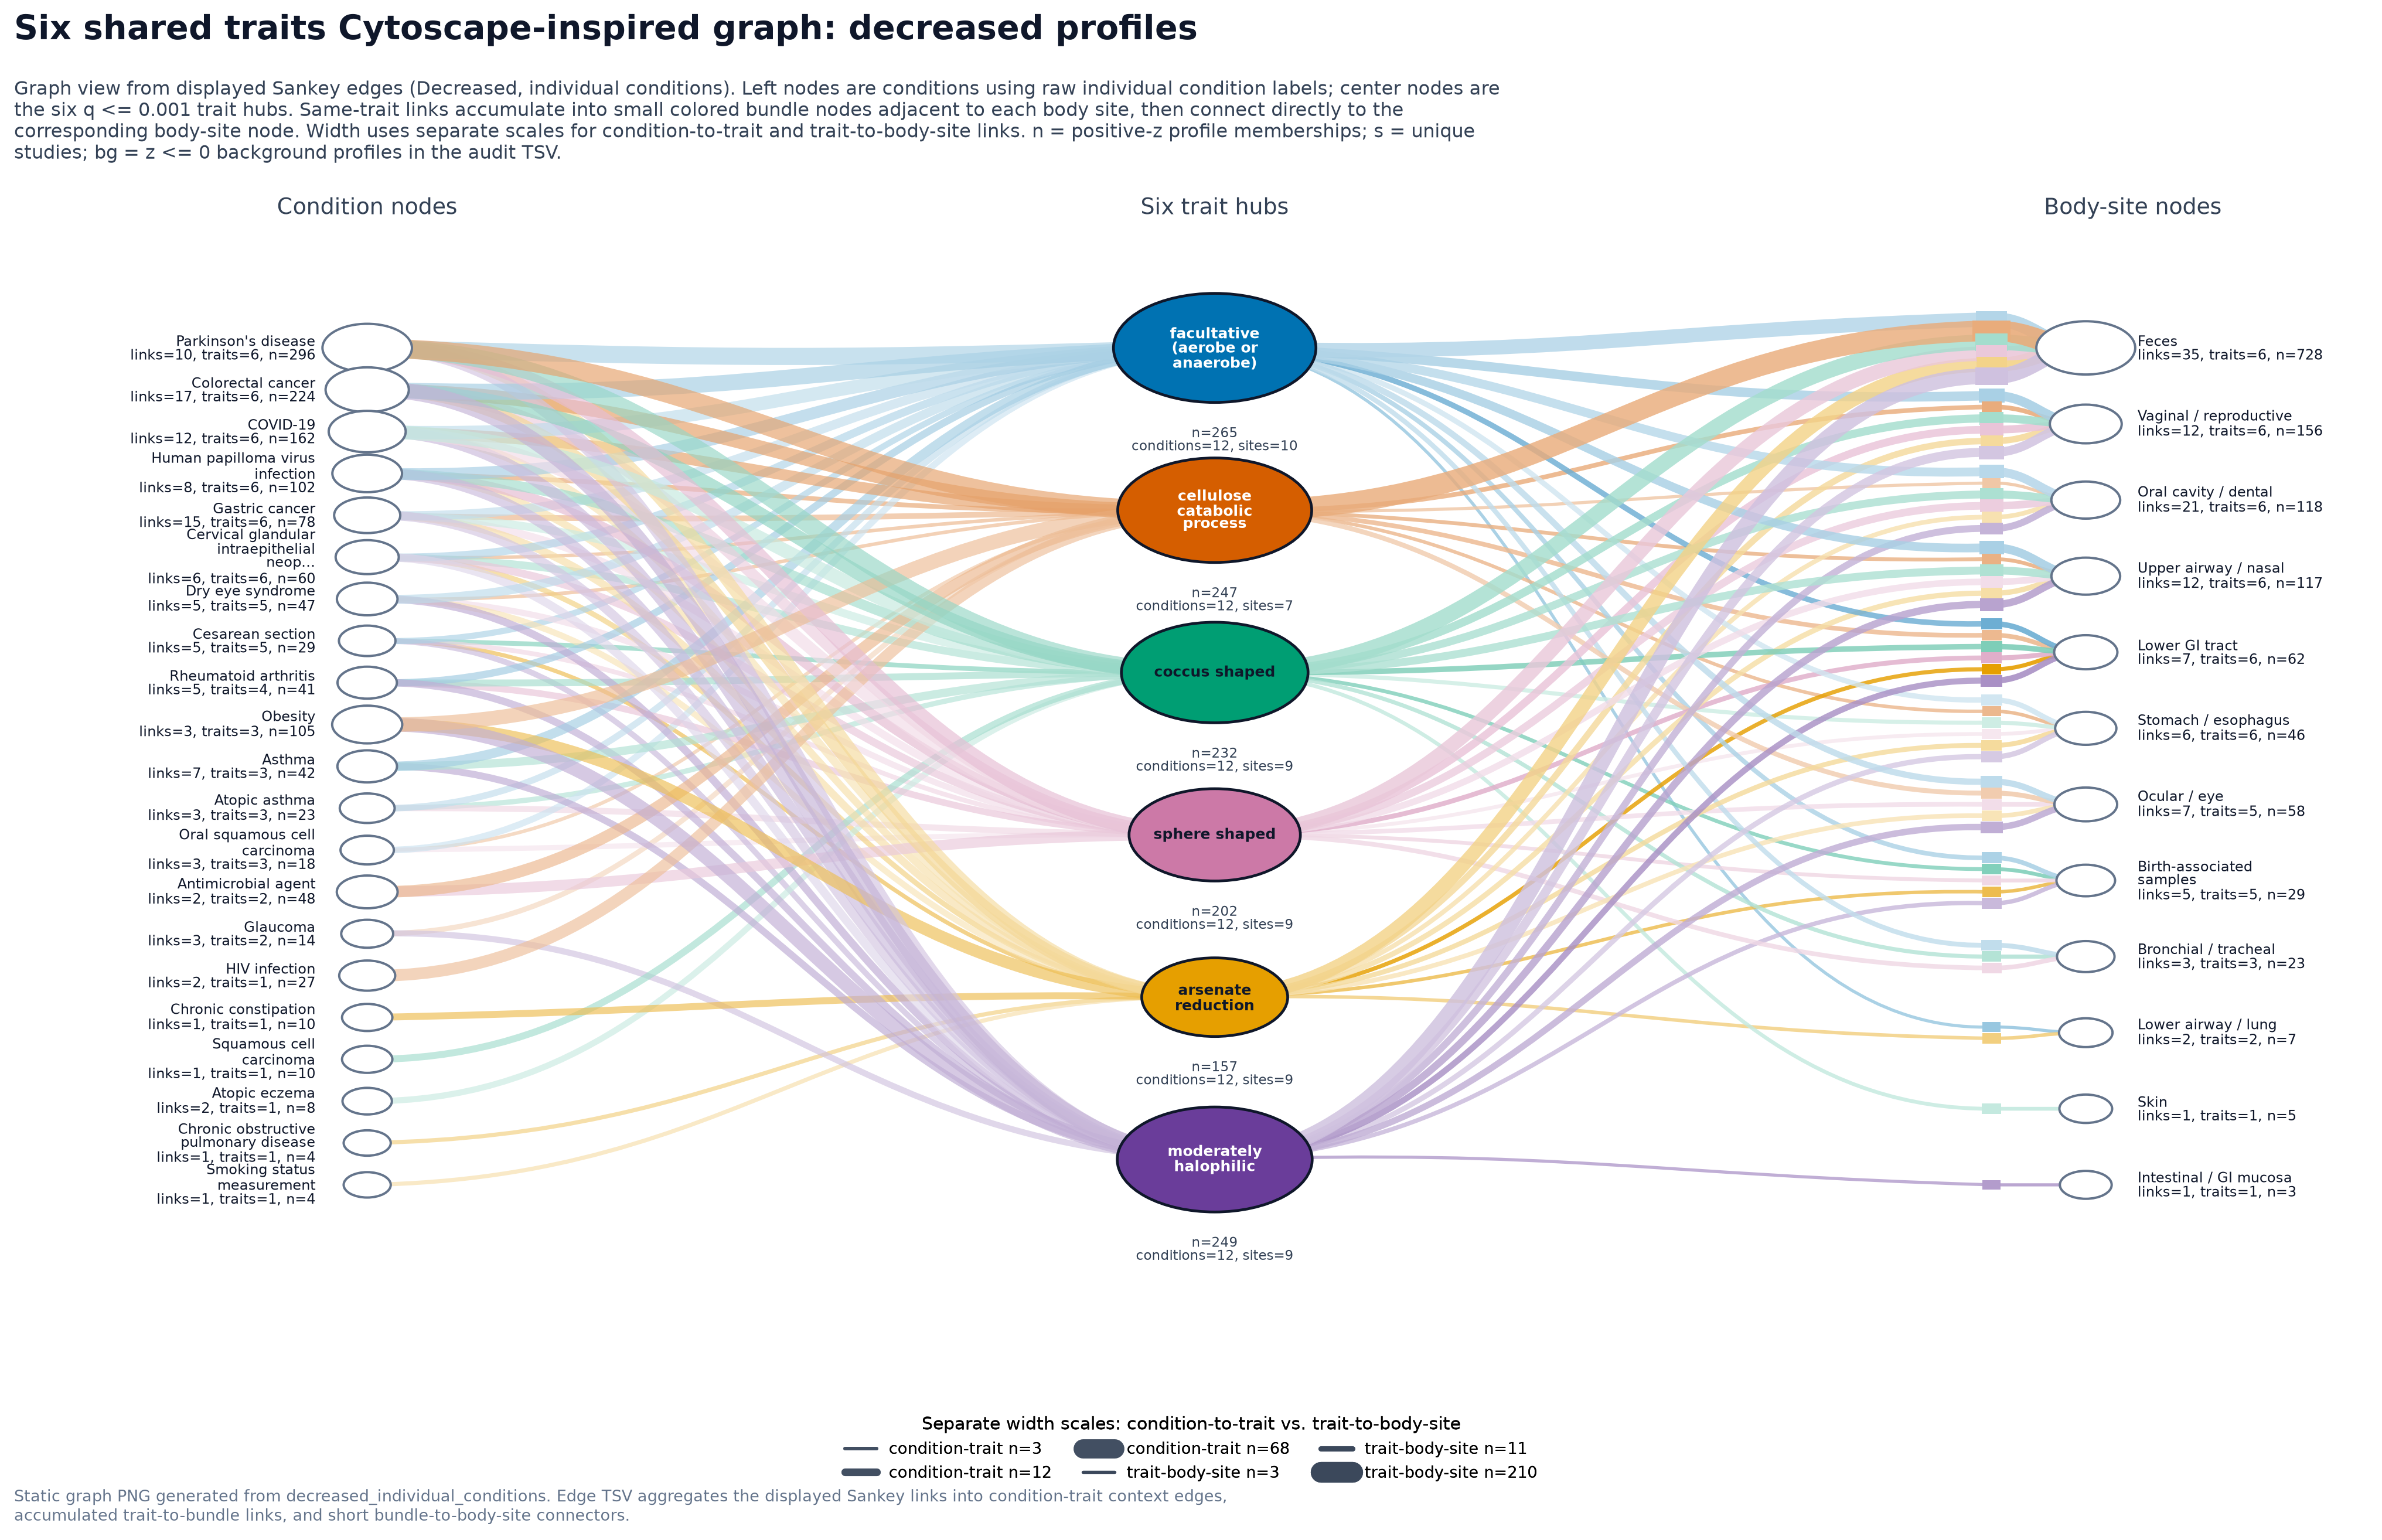 Six shared traits Cytoscape-inspired graph: decreased profiles
Graph view from displayed Sankey edges (Decreased, individual conditions). Left nodes are conditions using raw individual condition labels; center nodes are
the six q <= 0.001 trait hubs. Same-trait links accumulate into small colored bundle nodes adjacent to each body site, then connect directly to the
corresponding body-site node. Width uses separate scales for condition-to-trait and trait-to-body-site links. n = positive-z profile memberships; s = unique
studies; bg = z <= 0 background profiles in the audit TSV.
Condition nodes
Parkinson's disease
links=10, traits=6, n=296
Colorectal cancer
links=17, traits=6, n=224
COVID-19
links=12, traits=6, n=162
Human papilloma virus
infection
links=8, traits=6, n=102
Gastric cancer
links=15, traits=6, n=78
Cervical glandular
intraepithelial
neop...
links=6, traits=6, n=60
Dry eye syndrome
links=5, traits=5, n=47
Cesarean section
links=5, traits=5, n=29
Rheumatoid arthritis
links=5, traits=4, n=41
Obesity
links=3, traits=3, n=105
Asthma
links=7, traits=3, n=42
Atopic asthma
links=3, traits=3, n=23
Oral squamous cell
carcinoma
links=3, traits=3, n=18
Antimicrobial agent
links=2, traits=2, n=48
Glaucoma
links=3, traits=2, n=14
HIV infection
links=2, traits=1, n=27
Chronic constipation
links=1, traits=1, n=10
Squamous cell
carcinoma
links=1, traits=1, n=10
Atopic eczema
links=2, traits=1, n=8
Chronic obstructive
pulmonary disease
links=1, traits=1, n=4
Smoking status
measurement
links=1, traits=1, n=4
Six trait hubs
facultative
(aerobe or
anaerobe)
n=265
conditions=12, sites=10
cellulose
catabolic
process
n=247
conditions=12, sites=7
coccus shaped
n=232
conditions=12, sites=9
sphere shaped
n=202
conditions=12, sites=9
arsenate
reduction
n=157
conditions=12, sites=9
moderately
halophilic
n=249
conditions=12, sites=9
Body-site nodes
Feces
links=35, traits=6, n=728
Vaginal / reproductive
links=12, traits=6, n=156
Oral cavity / dental
links=21, traits=6, n=118
Upper airway / nasal
links=12, traits=6, n=117
Lower GI tract
links=7, traits=6, n=62
Stomach / esophagus
links=6, traits=6, n=46
Ocular / eye
links=7, traits=5, n=58
Birth-associated
samples
links=5, traits=5, n=29
Bronchial / tracheal
links=3, traits=3, n=23
Lower airway / lung
links=2, traits=2, n=7
Skin
links=1, traits=1, n=5
Intestinal / GI mucosa
links=1, traits=1, n=3
Separate width scales: condition-to-trait vs. trait-to-body-site
condition-trait n=3
condition-trait n=68
trait-body-site n=11
condition-trait n=12
trait-body-site n=3
trait-body-site n=210
Static graph PNG generated from decreased_individual_conditions. Edge TSV aggregates the displayed Sankey links into condition-trait context edges,
accumulated trait-to-bundle links, and short bundle-to-body-site connectors.